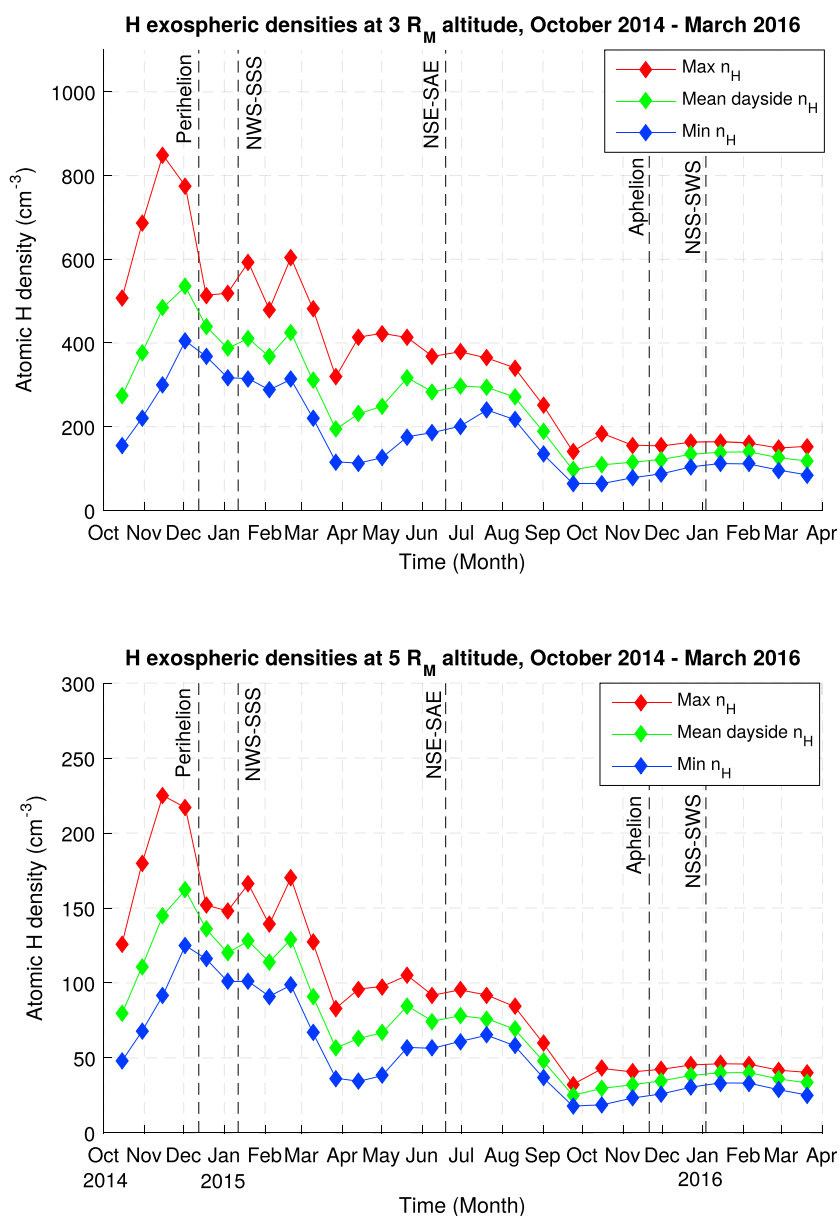 H exospheric densities at 3 R_M altitude, October 2014 - March 2016
Max n_H
Mean dayside n_H
Min n_H
Perihelion
NWS-SSS
NSE-SAE
Aphelion
NSS-SWS
Atomic H density (cm^-3)
1000
800
600
400
200
0
Oct Nov Dec Jan Feb Mar Apr May Jun Jul Aug Sep Oct Nov Dec Jan Feb Mar Apr
Time (Month)
H exospheric densities at 5 R_M altitude, October 2014 - March 2016
Max n_H
Mean dayside n_H
Min n_H
Perihelion
NWS-SSS
NSE-SAE
Aphelion
NSS-SWS
Atomic H density (cm^-3)
300
250
200
150
100
50
0
Oct Nov Dec Jan Feb Mar Apr May Jun Jul Aug Sep Oct Nov Dec Jan Feb Mar Apr
2014 2015 2016
Time (Month)